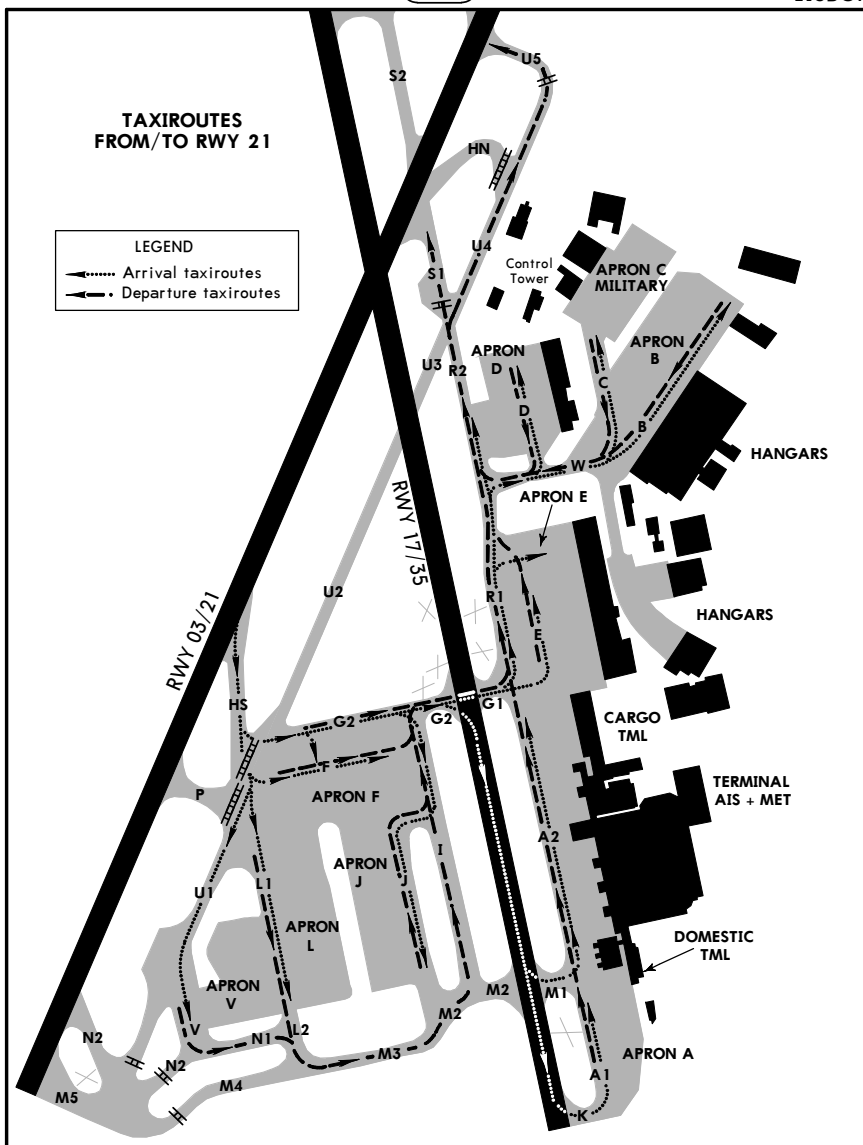 TAXIROUTES
FROM/TO RWY 21
LEGEND
Arrival taxiroutes
Departure taxiroutes
S2
U5
HN
U4
S1
Control
Tower
APRON C
MILITARY
U3
R2
APRON
D
APRON
B
C
D
B
W
HANGARS
RWY 17/35
APRON E
U2
R1
RWY 03/21
E
HANGARS
HS
G2
G2
G1
CARGO
TML
F
P
APRON F
TERMINAL
AIS + MET
A2
I
APRON
J
J
U1
L1
APRON
L
DOMESTIC
TML
APRON
V
M2
M1
V
N1
L2
M2
N2
N2
M3
APRON A
M5
M4
A1
K